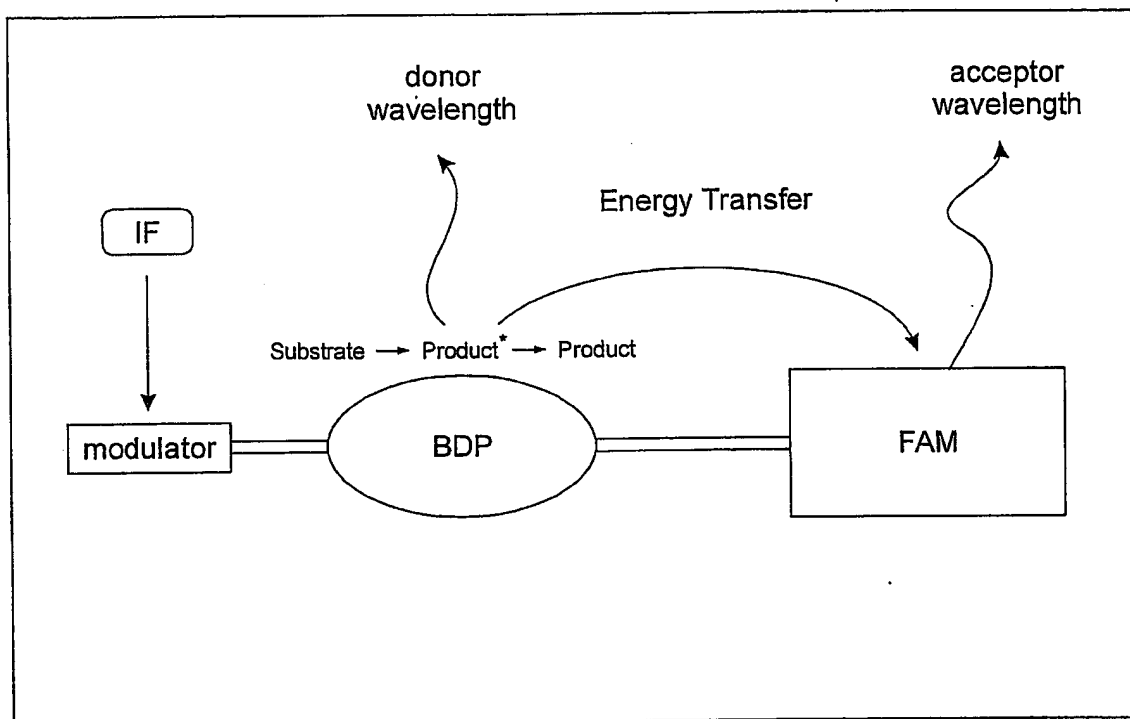 donor
wavelength
acceptor
wavelength
Energy Transfer
IF
Substrate → Product* → Product
modulator
BDP
FAM